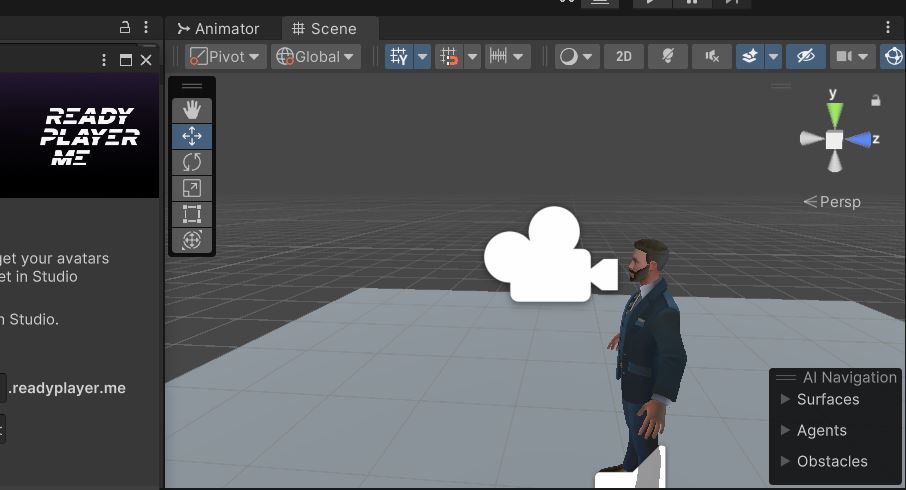 Animator
Scene
Pivot
Global
2D
READY
PLAYER
ME
y
z
Persp
get your avatars
et in Studio
n Studio.
.readyplayer.me
AI Navigation
Surfaces
Agents
Obstacles